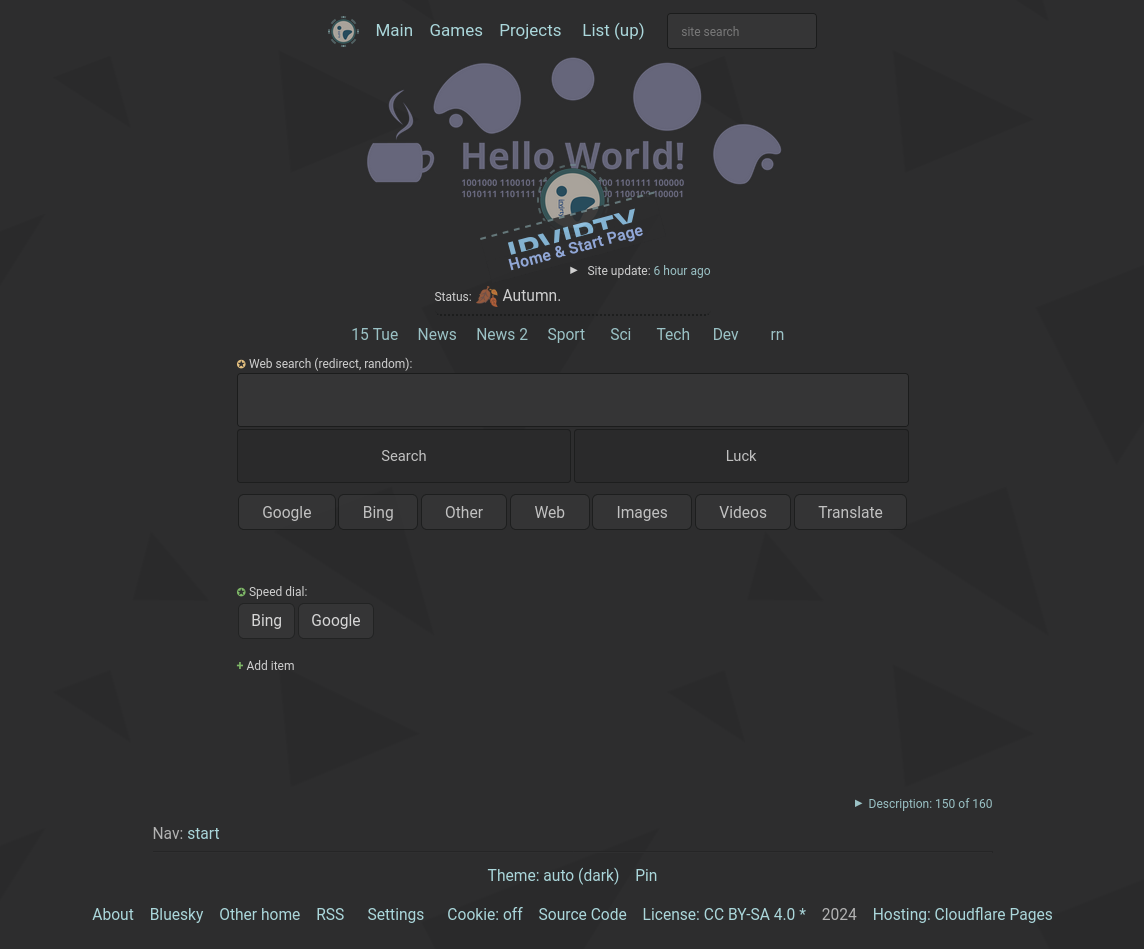 Main Games Projects List (up) site search
Hello World!
1001000 1100101 1101111 100000
1010111 1101111 100001
Home & Start Page
► Site update: 6 hour ago
Status: 🍂 Autumn.
15 Tue News News 2 Sport Sci Tech Dev rn
✪ Web search (redirect, random):
Search Luck
Google Bing Other Web Images Videos Translate
✪ Speed dial:
Bing Google
+ Add item
► Description: 150 of 160
Nav: start
Theme: auto (dark) Pin
About Bluesky Other home RSS Settings Cookie: off Source Code License: CC BY-SA 4.0 * 2024 Hosting: Cloudflare Pages